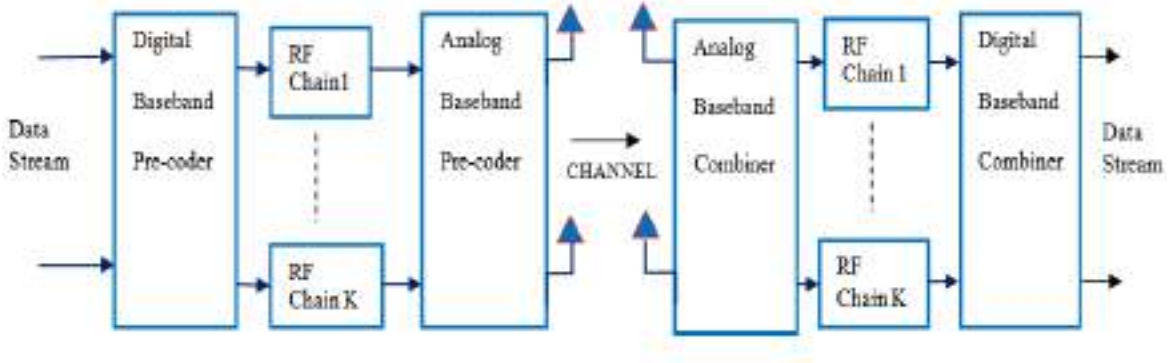 Data
Stream
Digital
Baseband
Pre-coder
RF
Chain1
RF
Chain K
Analog
Baseband
Pre-coder
CHANNEL
Analog
Baseband
Combiner
RF
Chain 1
RF
Chain K
Digital
Baseband
Combiner
Data
Stream